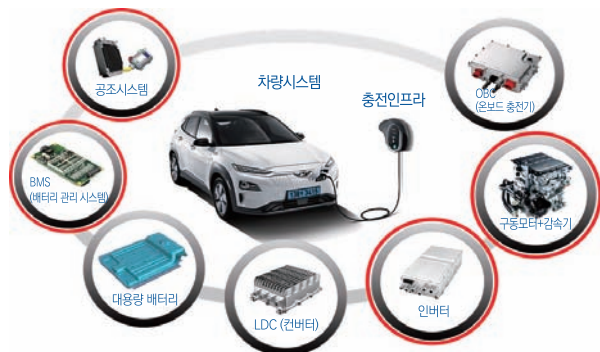 공조시스템
차량시스템
충전인프라
OBC
(온보드 충전기)
BMS
(배터리 관리 시스템)
구동모터+감속기
대용량 배터리
LDC (컨버터)
인버터